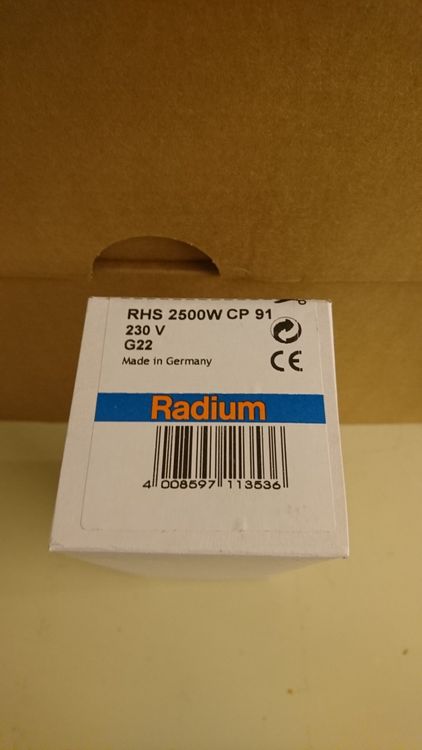 RHS 2500W CP 91
230 V
G22
Made in Germany
CE
Radium
4 008597 113536